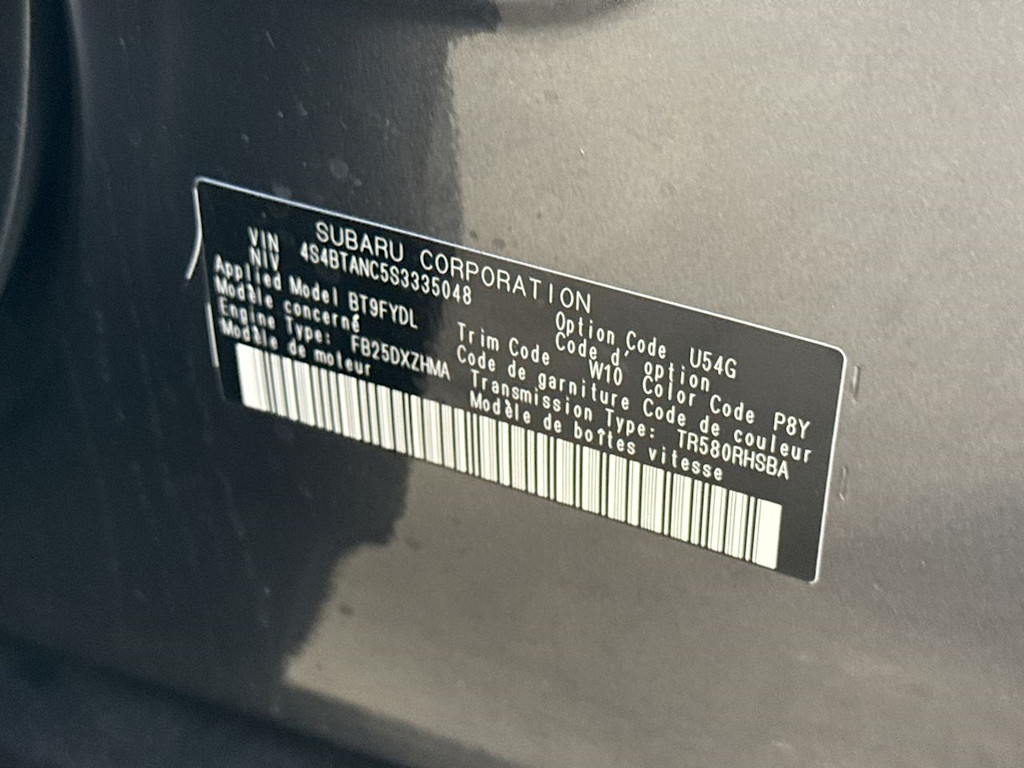 SUBARU CORPORATION
VIN 4S4BTANC5S3335048 Option Code U54G
NIV Code d'option
Applied Model BT9FYDL Trim Code W10 Color Code P8Y
Modèle concerné Code de garniture Code de couleur
Engine Type: FB25DXZHMA Transmission Type: TR580RHSBA
Modèle de moteur Modèle de boîtes vitesse